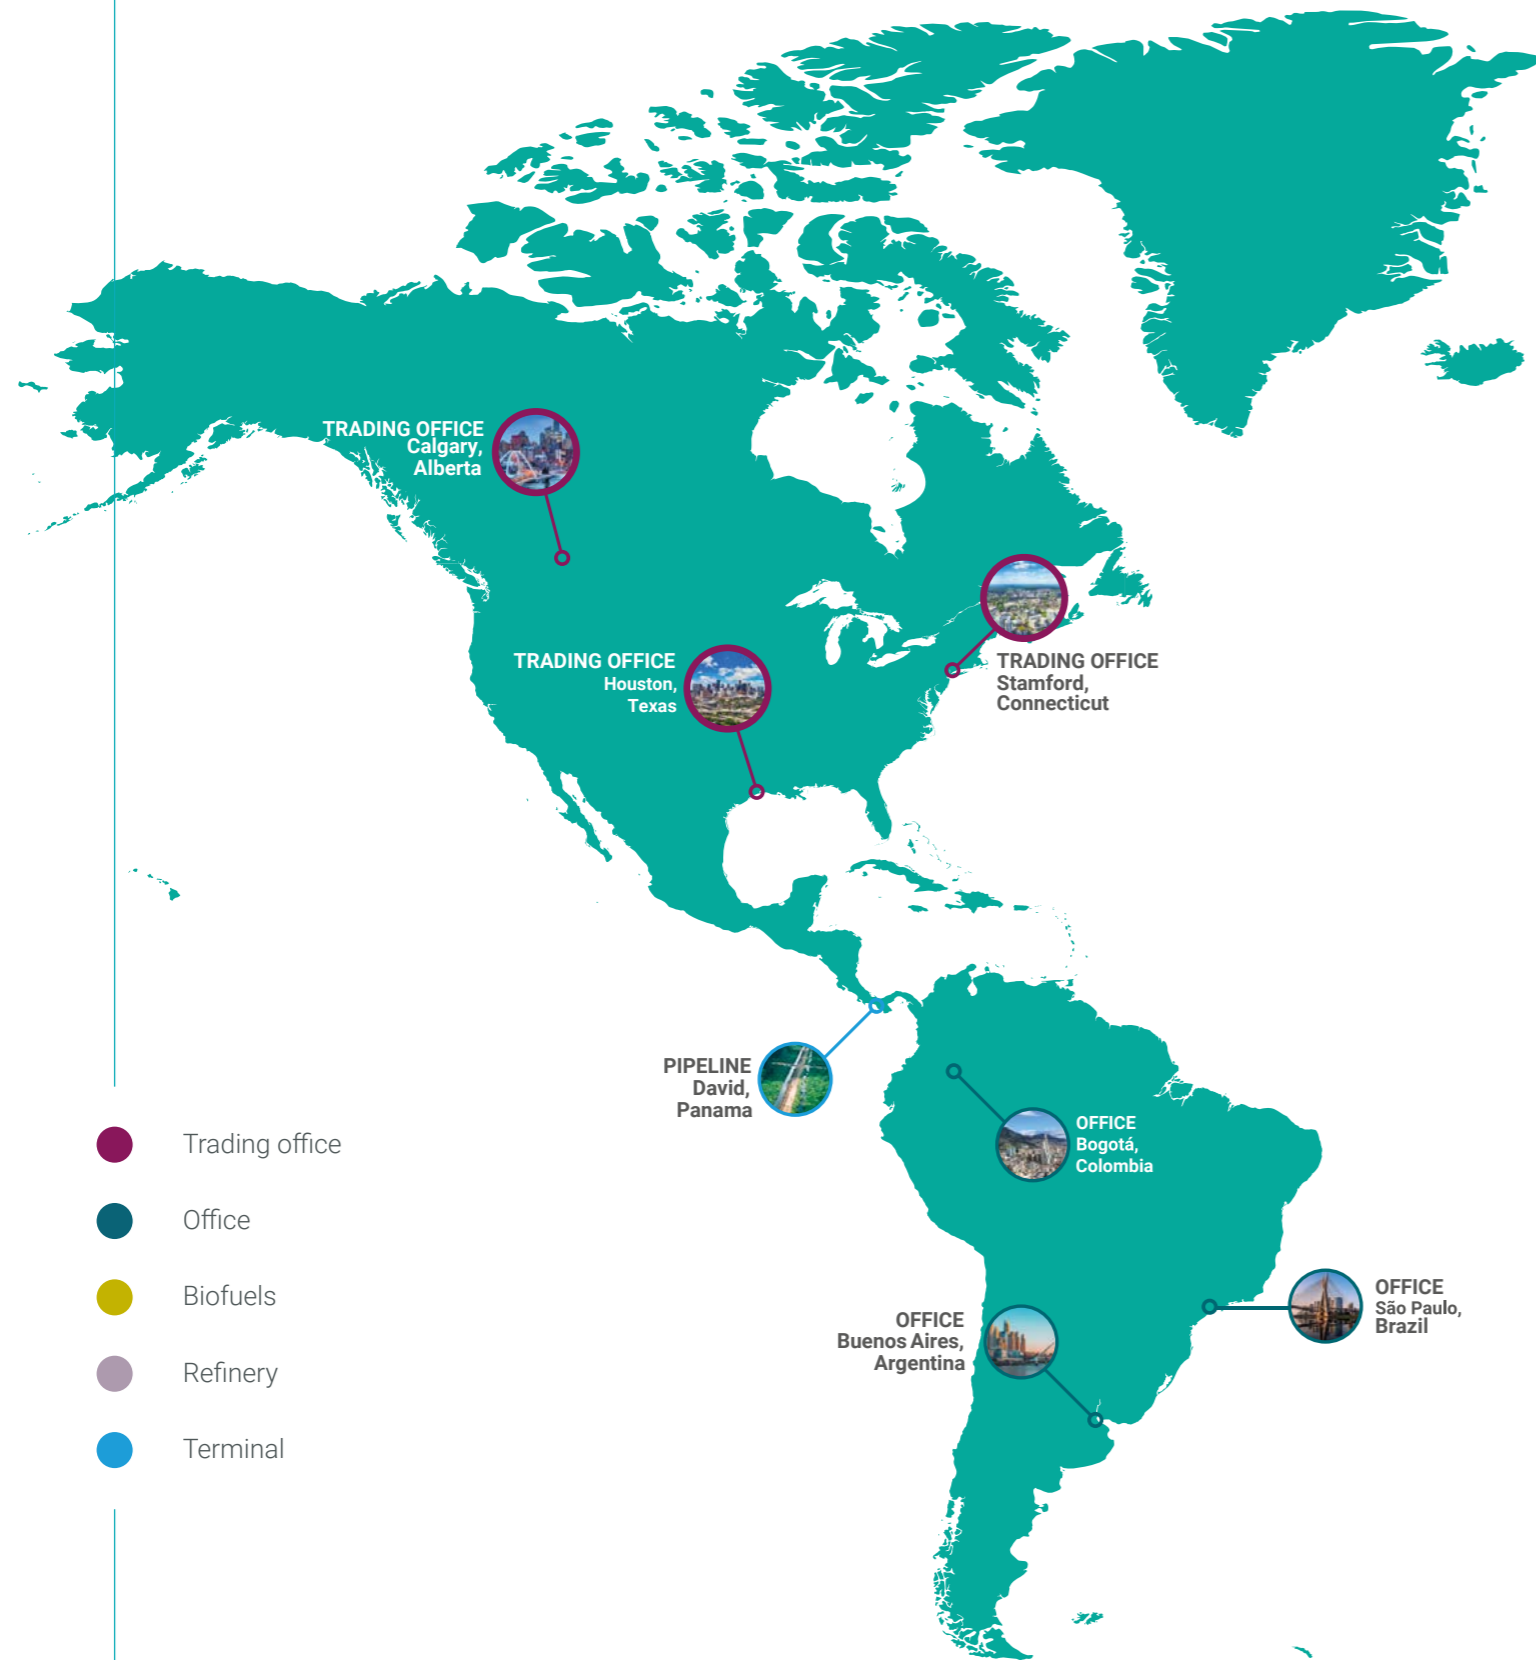 TRADING OFFICE
Calgary,
Alberta
TRADING OFFICE
Stamford,
Connecticut
TRADING OFFICE
Houston,
Texas
PIPELINE
David,
Panama
OFFICE
Bogotá,
Colombia
OFFICE
São Paulo,
Brazil
OFFICE
Buenos Aires,
Argentina
Trading office
Office
Biofuels
Refinery
Terminal